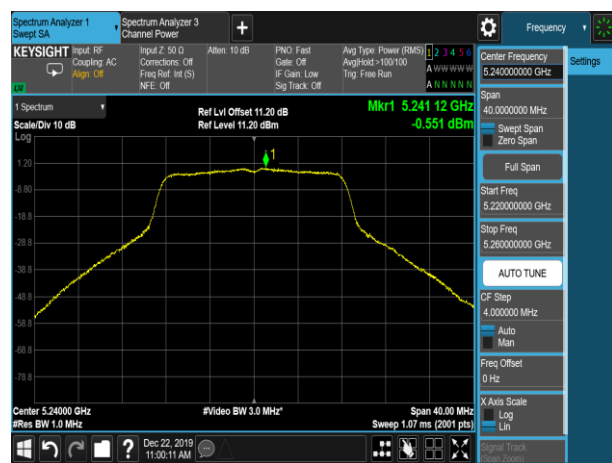 Spectrum Analyzer 1
Swept SA
Spectrum Analyzer 3
Channel Power
+
Frequency
KEYSIGHT
Input: RF
Coupling: AC
Align: Off
Input Z: 50 Ω
Corrections: Off
Freq Ref: Int (S)
NFE: Off
Atten: 10 dB
PNO: Fast
Gate: Off
IF Gain: Low
Sig Track: Off
Avg Type: Power (RMS)
Avg|Hold:>100/100
Trig: Free Run
1 2 3 4 5 6
A W W W W W
A N N N N N
LXI
1 Spectrum
Scale/Div 10 dB
Log
Ref Lvl Offset 11.20 dB
Ref Level 11.20 dBm
Mkr1 5.241 12 GHz
-0.551 dBm
1
1.20
-8.80
-18.8
-28.8
-38.8
-48.8
-58.8
-68.8
-78.8
Center 5.24000 GHz
#Res BW 1.0 MHz
#Video BW 3.0 MHz*
Span 40.00 MHz
Sweep 1.07 ms (2001 pts)
Center Frequency
5.240000000 GHz
Settings
Span
40.0000000 MHz
Swept Span
Zero Span
Full Span
Start Freq
5.220000000 GHz
Stop Freq
5.260000000 GHz
AUTO TUNE
CF Step
4.000000 MHz
Auto
Man
Freq Offset
0 Hz
X Axis Scale
Log
Lin
Signal Track
(Span Zoom)
?
Dec 22, 2019
11:00:11 AM